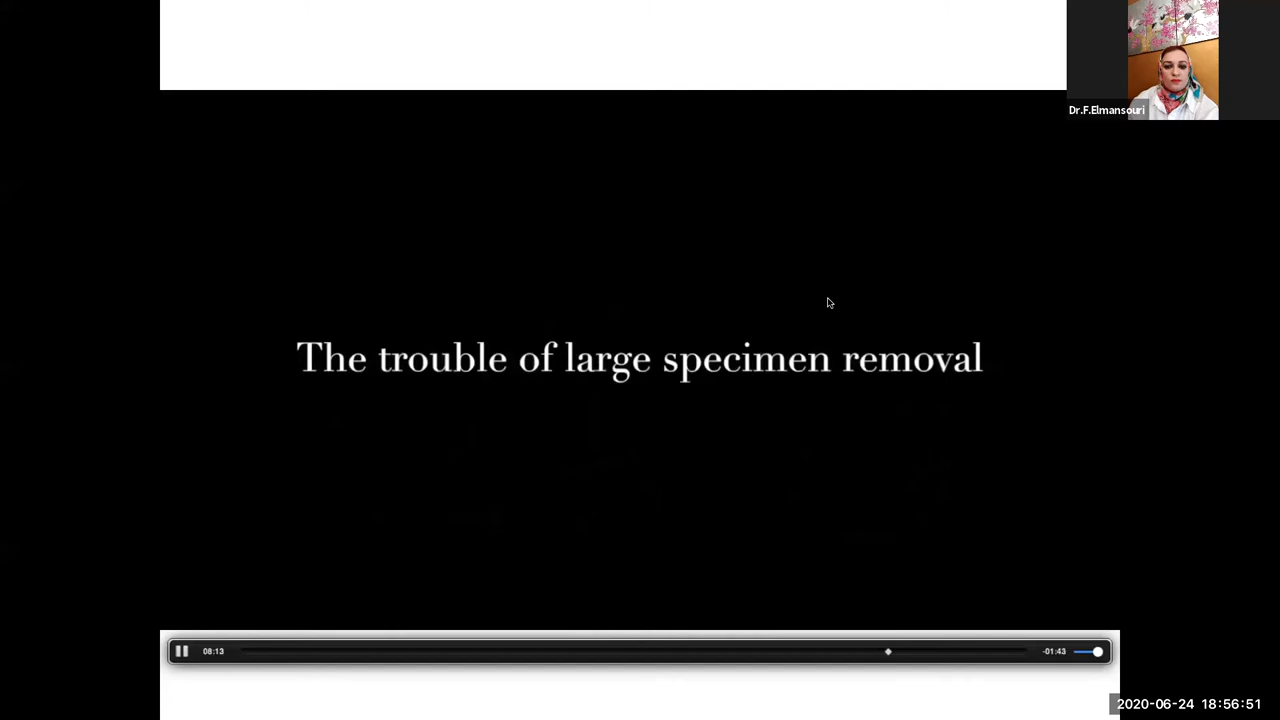 Dr.F.Elmansouri
The trouble of large specimen removal
08:13
-01:43
2020-06-24 18:56:51